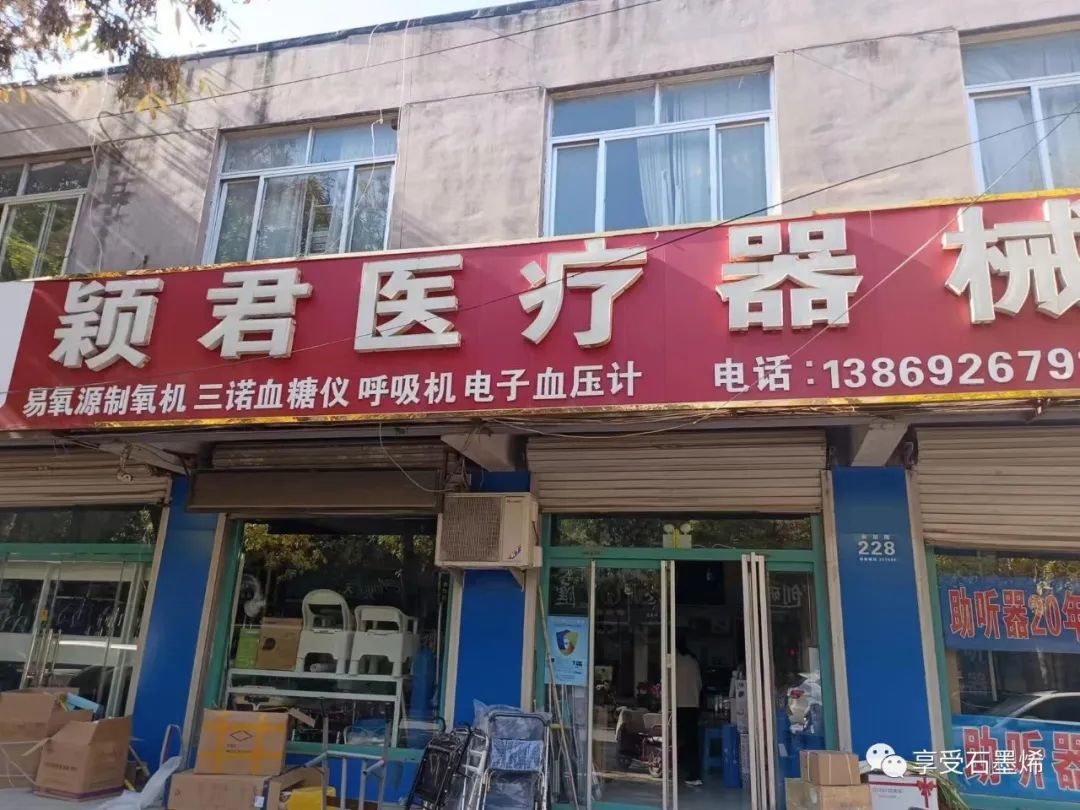 颖君医疗器械
易氧源制氧机 三诺血糖仪 呼吸机 电子血压计
电话：1386926799
228
助听器20年
助听器
享受石墨烯